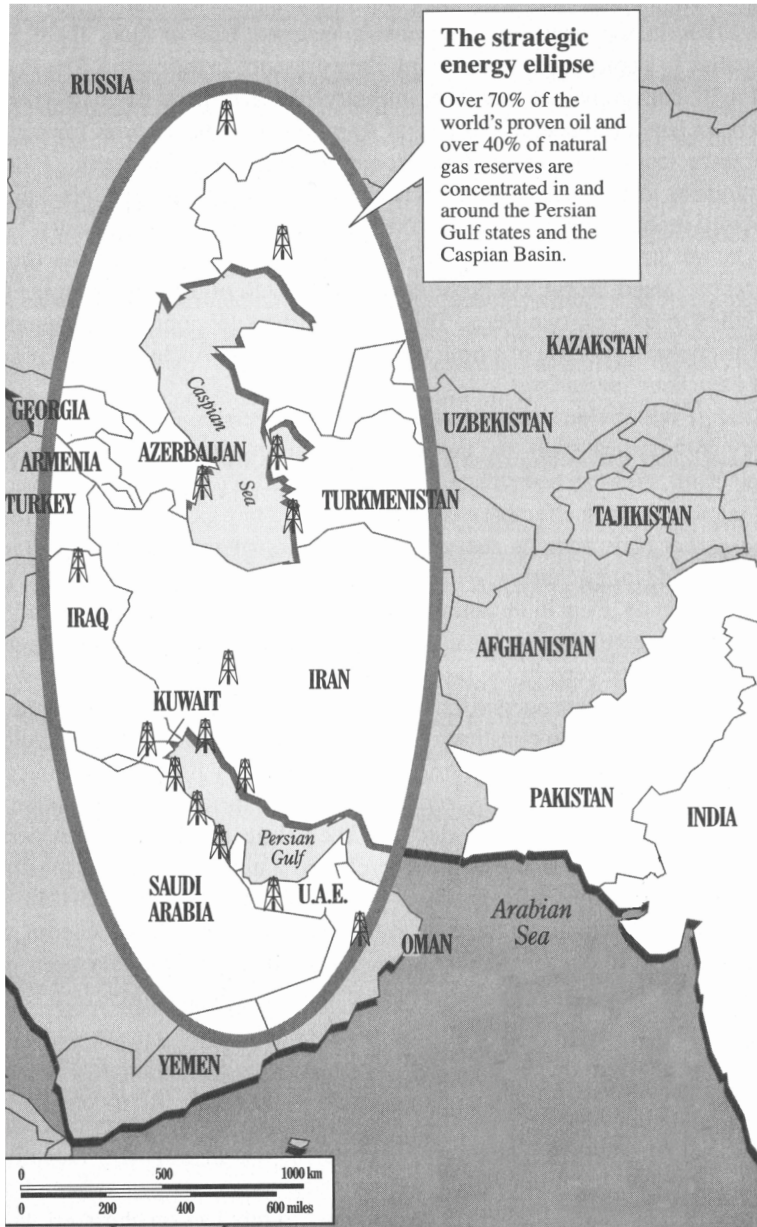 The strategic
energy ellipse
Over 70% of the
world's proven oil and
over 40% of natural
gas reserves are
concentrated in and
around the Persian
Gulf states and the
Caspian Basin.
RUSSIA
KAZAKSTAN
GEORGIA
UZBEKISTAN
Caspian
Sea
ARMENIA
AZERBAIJAN
TURKEY
TURKMENISTAN
TAJIKISTAN
IRAQ
AFGHANISTAN
IRAN
KUWAIT
PAKISTAN
INDIA
Persian
Gulf
SAUDI
ARABIA
U.A.E.
Arabian
Sea
OMAN
YEMEN
0 500 1000 km
0 200 400 600 miles